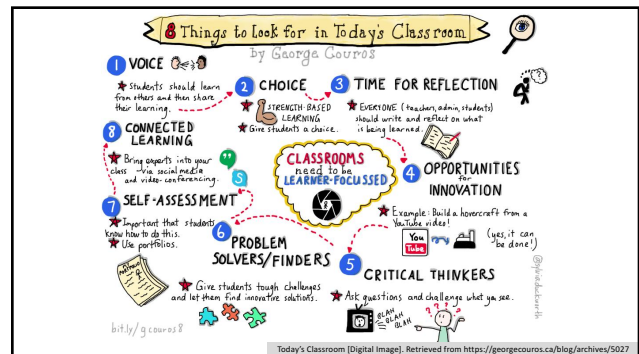 8 Things to look for in Today's Classroom
by George Couros
1 VOICE
★ Students should learn
from others and then share
their learning.
2 CHOICE
★ STRENGTH-BASED
LEARNING
★ Give students a choice.
3 TIME FOR REFLECTION
★ EVERYONE (teachers, admin, students)
should write and reflect on what
is being learned.
4 OPPORTUNITIES
for
INNOVATION
★ Example: Build a hovercraft from a
YouTube video!
You
Tube
(yes, it can
be done!)
5 CRITICAL THINKERS
★ Ask questions and challenge what you see.
BLAH
BLAH
BLAH
6 PROBLEM
SOLVERS/FINDERS
★ Give students tough challenges
and let them find innovative solutions.
7 SELF-ASSESSMENT
★ Important that students
know how to do this.
★ Use portfolios.
8 CONNECTED
LEARNING
★ Bring experts into your
class via social media
and video-conferencing.
S
CLASSROOMS
need to be
LEARNER-FOCUSSED
@sylviaduckworth
bit.ly/gcouros8
Today's Classroom [Digital Image]. Retrieved from https://georgecouros.ca/blog/archives/5027